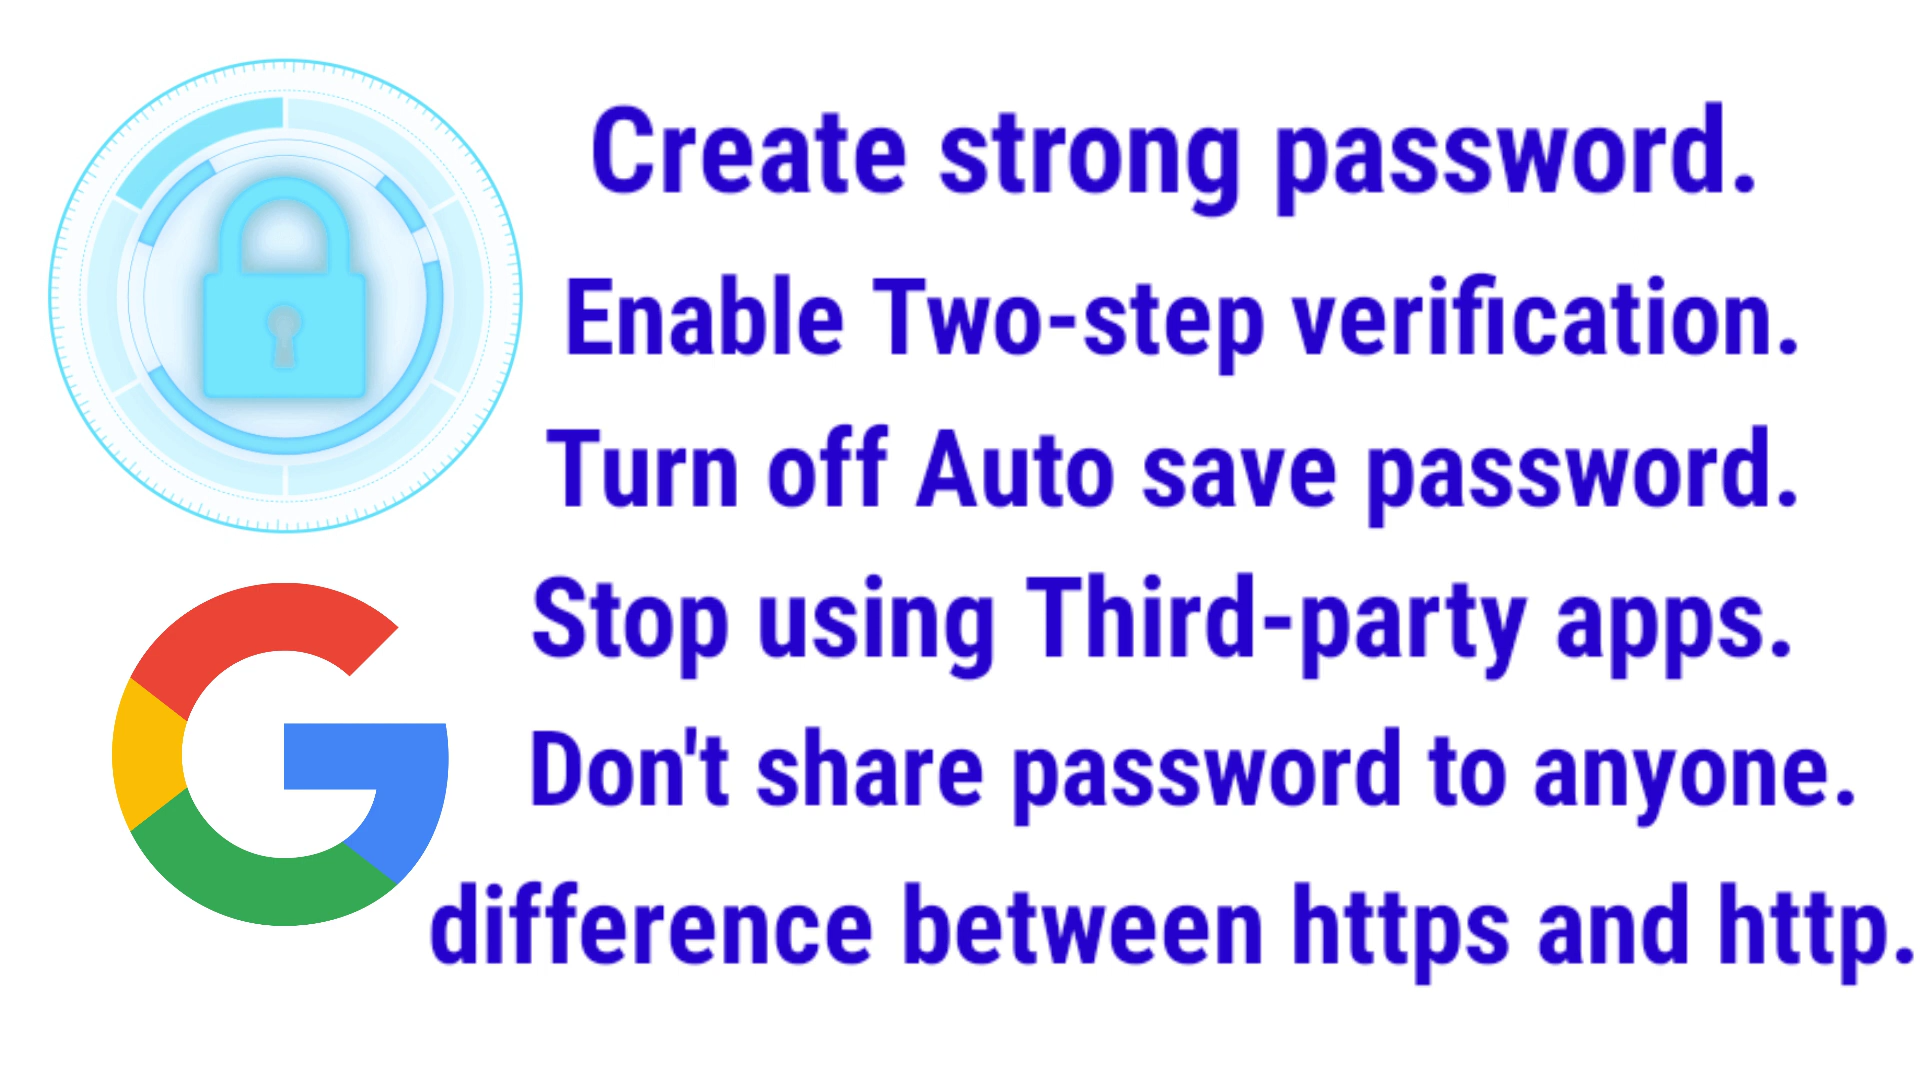 Create strong password.
Enable Two-step verification.
Turn off Auto save password.
Stop using Third-party apps.
Don't share password to anyone.
difference between https and http.